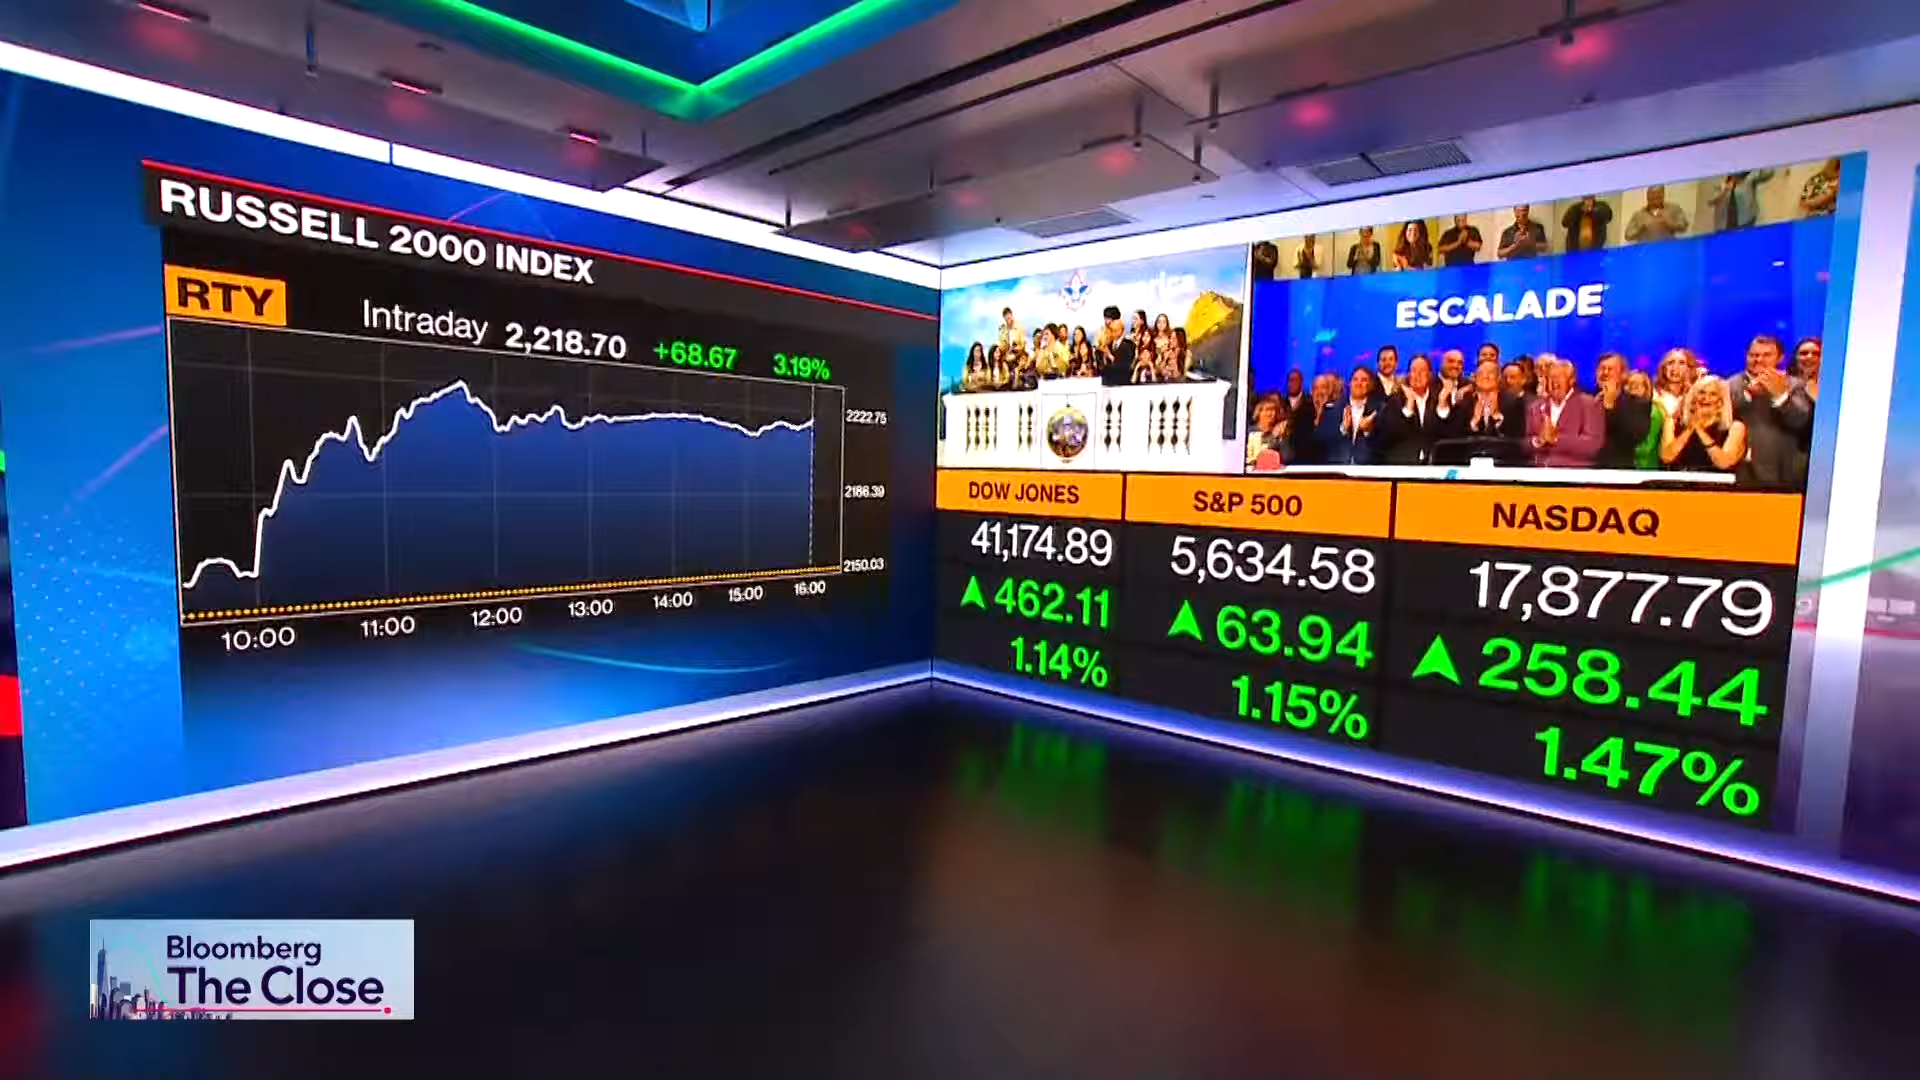 RUSSELL 2000 INDEX
RTY
Intraday 2,218.70 +68.67 3.19%
2222.75
2186.39
2150.03
10:00 11:00 12:00 13:00 14:00 15:00 16:00
ESCALADE
DOW JONES
41,174.89
▲462.11
1.14%
S&P 500
5,634.58
▲63.94
1.15%
NASDAQ
17,877.79
▲258.44
1.47%
Bloomberg
The Close